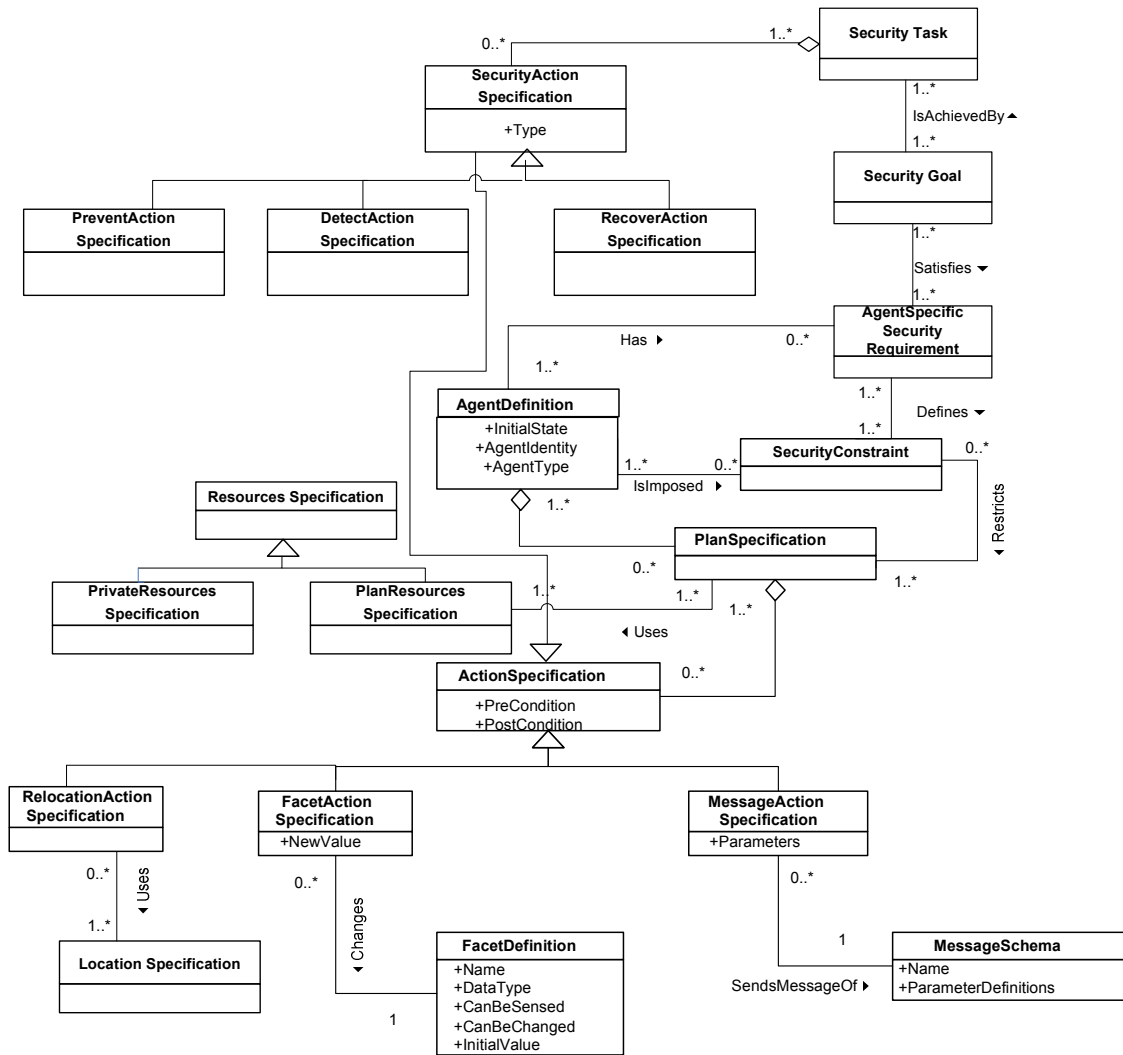 Security Task
1..*
0..*
SecurityAction
Specification
+Type
1..*
IsAchievedBy
1..*
Security Goal
PreventAction
Specification
DetectAction
Specification
RecoverAction
Specification
1..*
Satisfies
1..*
AgentSpecific
Security
Requirement
Has
0..*
1..*
1..*
Defines
1..*
AgentDefinition
+InitialState
+AgentIdentity
+AgentType
1..*
0..*
IsImposed
SecurityConstraint
0..*
Restricts
1..*
Resources Specification
1..*
PlanSpecification
0..*
PrivateResources
Specification
PlanResources
Specification
1..*
1..*
1..*
Uses
ActionSpecification
+PreCondition
+PostCondition
0..*
RelocationAction
Specification
FacetAction
Specification
+NewValue
MessageAction
Specification
+Parameters
0..*
Uses
1..*
0..*
Changes
1
0..*
1
SendsMessageOf
Location Specification
FacetDefinition
+Name
+DataType
+CanBeSensed
+CanBeChanged
+InitialValue
MessageSchema
+Name
+ParameterDefinitions